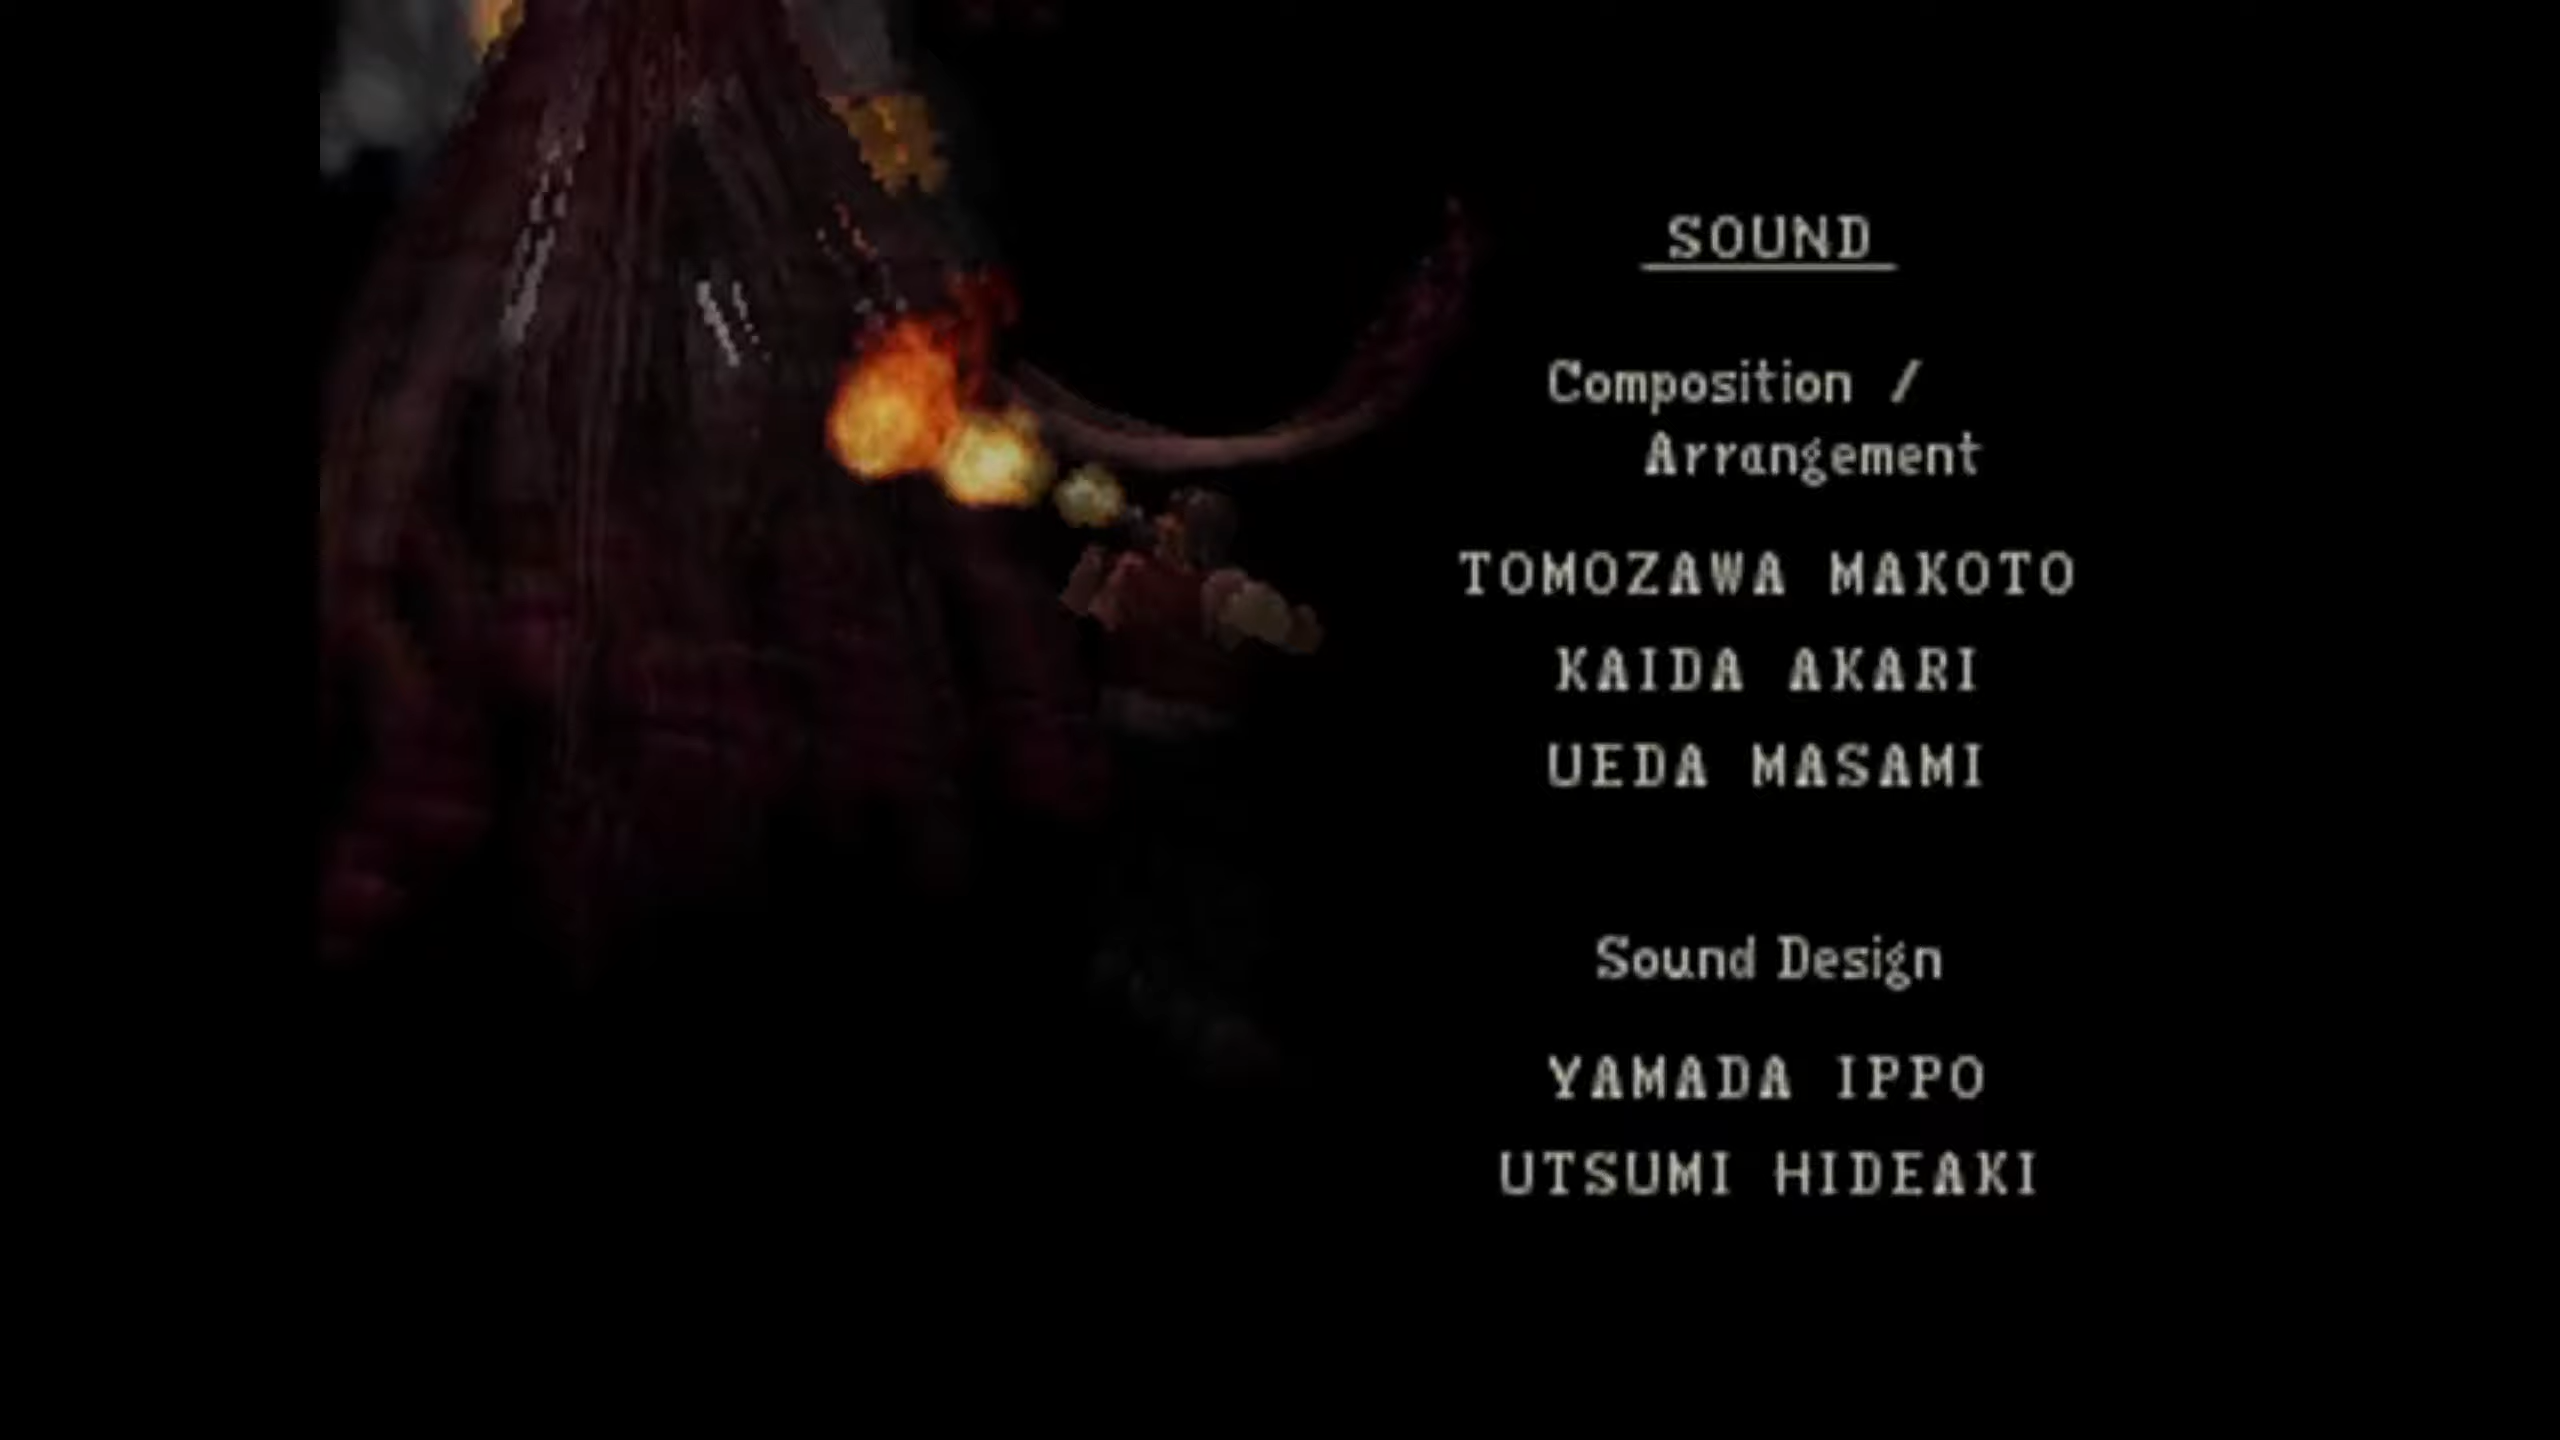 SOUND
Composition /
Arrangement
TOMOZAWA MAKOTO
KAIDA AKARI
UEDA MASAMI
Sound Design
YAMADA IPPO
UTSUMI HIDEAKI